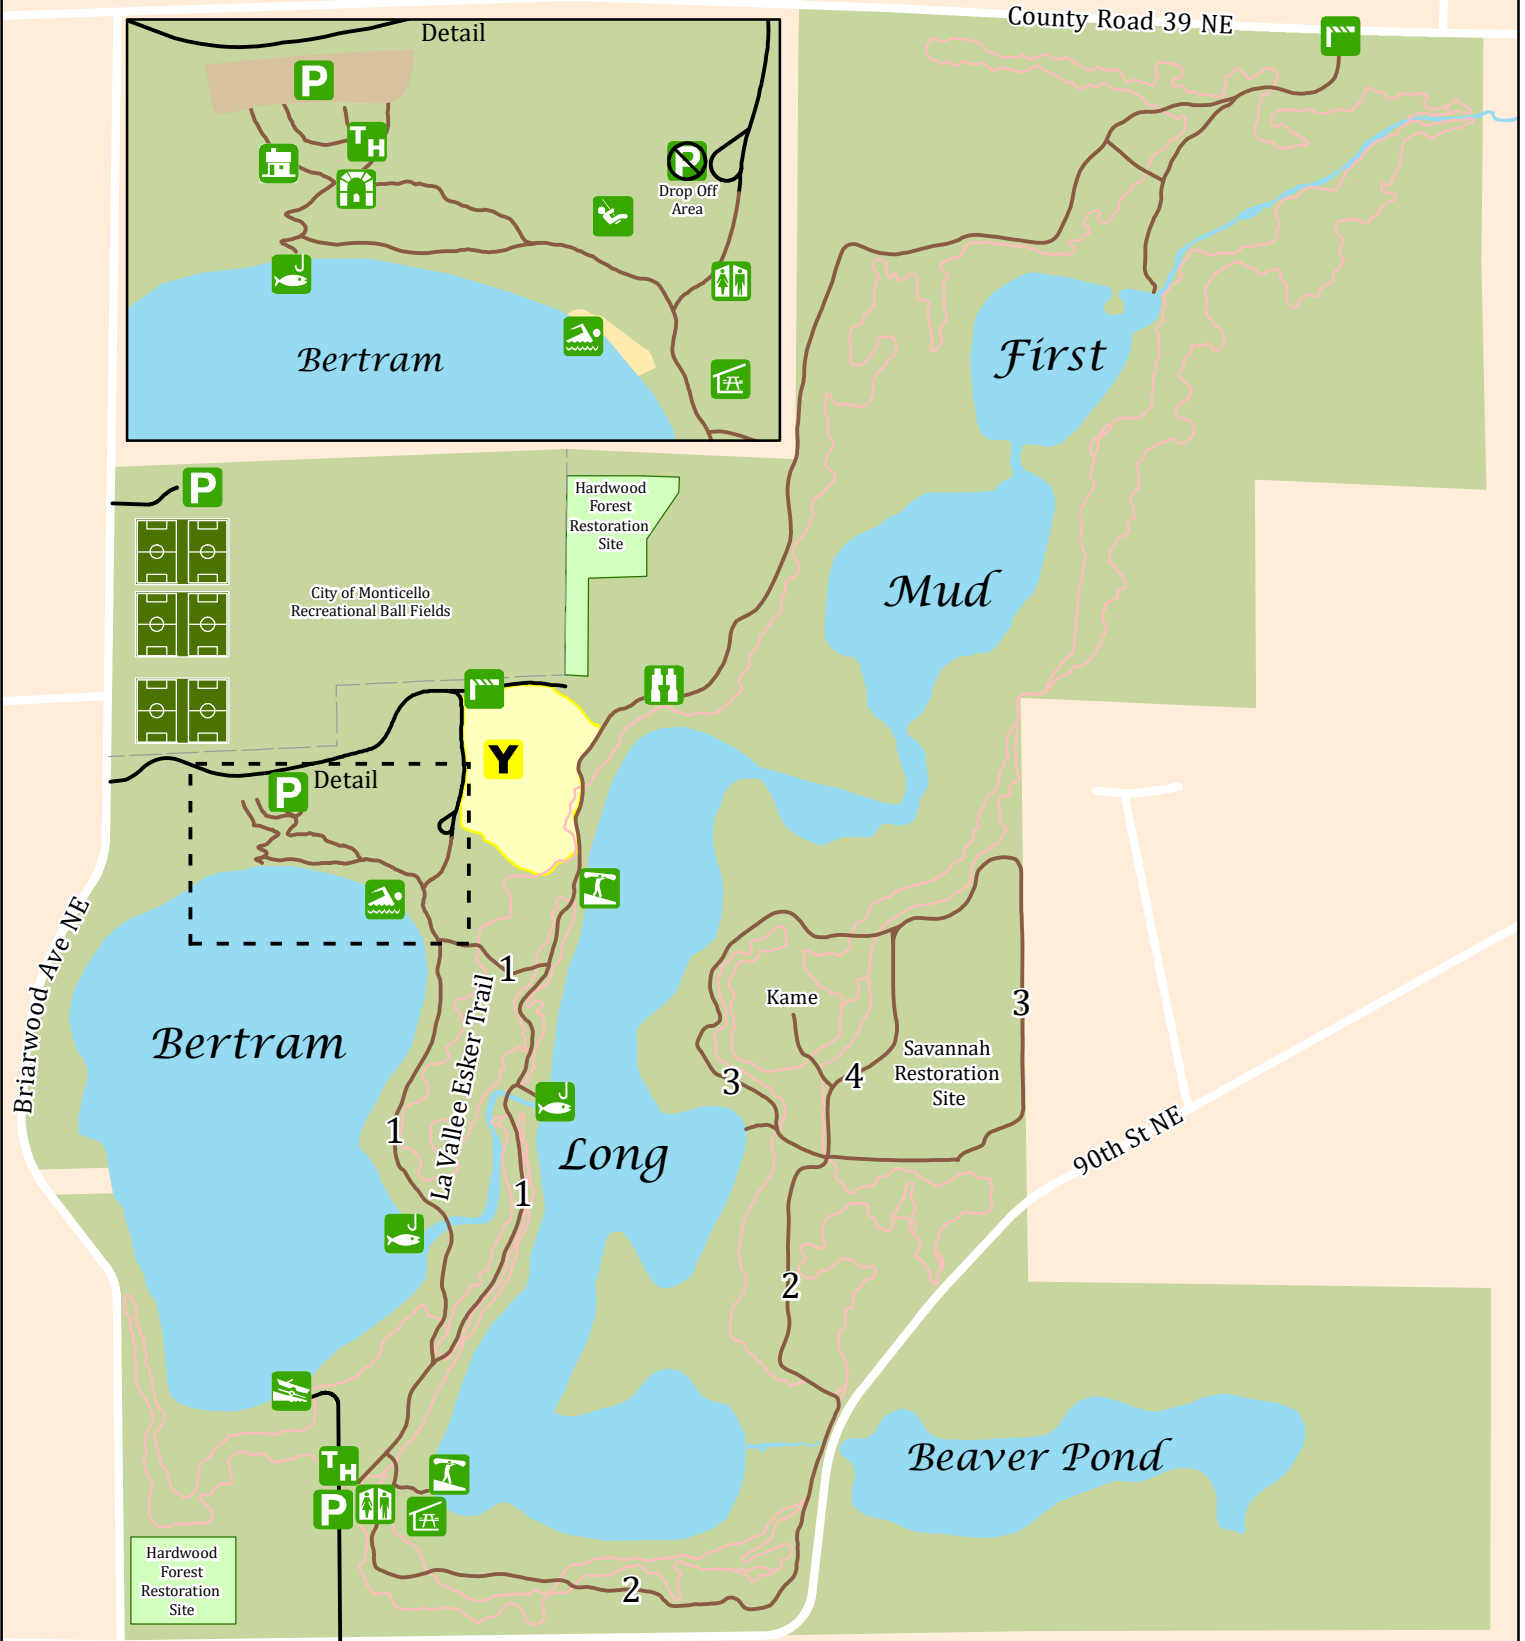 County Road 39 NE
Detail
P
TH
P
Drop Off
Area
Bertram
First
P
Hardwood
Forest
Restoration
Site
Mud
City of Monticello
Recreational Ball Fields
Y
Detail
P
Briarwood Ave NE
1
La Vallee Esker Trail
Kame
3
Bertram
Savannah
Restoration
Site
3
4
1
Long
90th St NE
1
2
Beaver Pond
TH
P
Hardwood
Forest
Restoration
Site
2